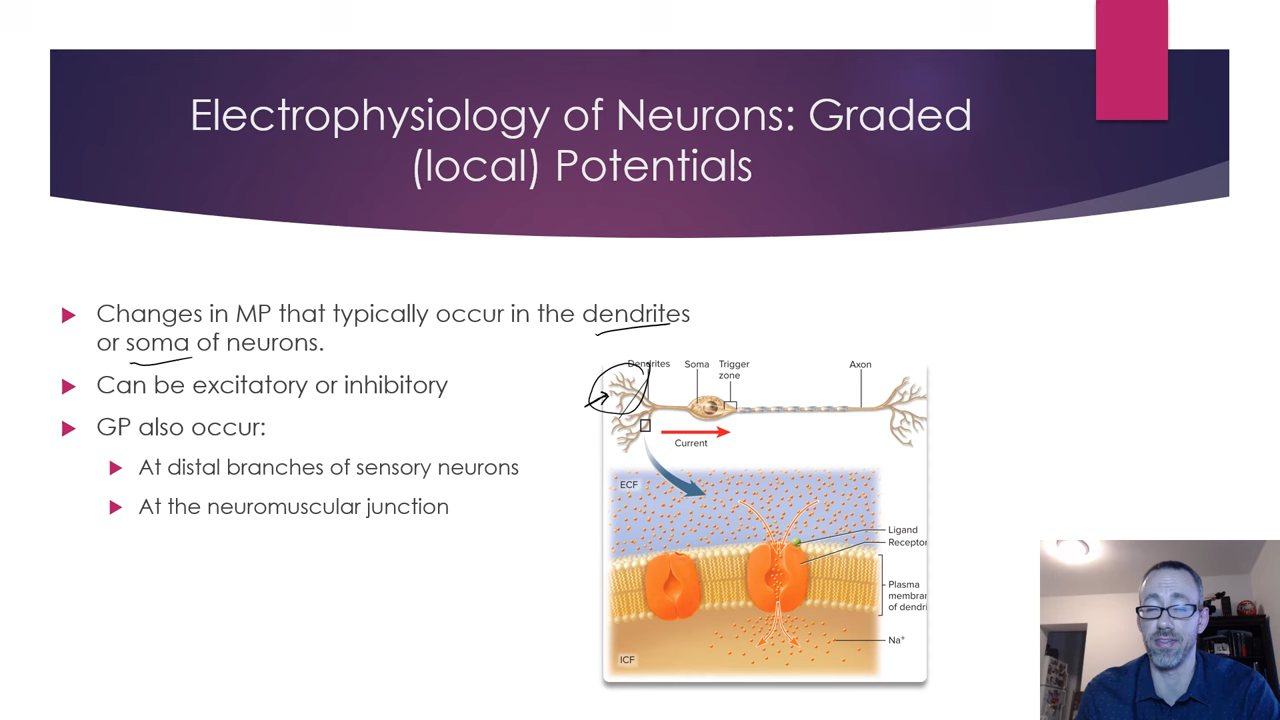 Electrophysiology of Neurons: Graded
(local) Potentials
Changes in MP that typically occur in the dendrites
or soma of neurons.
Can be excitatory or inhibitory
GP also occur:
At distal branches of sensory neurons
At the neuromuscular junction
Dendrites
Soma
Trigger
zone
Axon
Current
ECF
Ligand
Receptor
Plasma
membran
of dendri
Na⁺
ICF